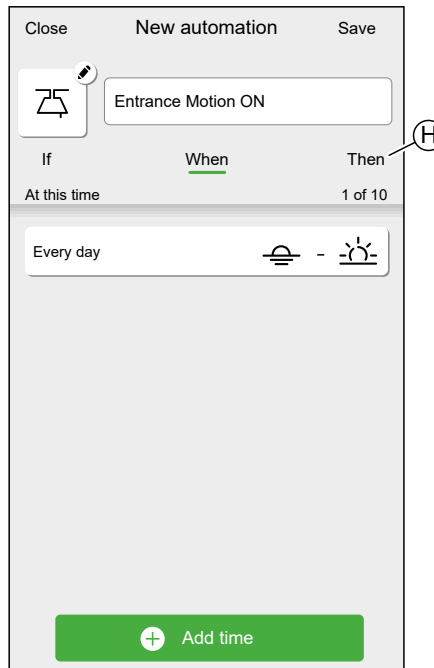 Close New automation Save
Entrance Motion ON
If When Then H
At this time 1 of 10
Every day -
Add time